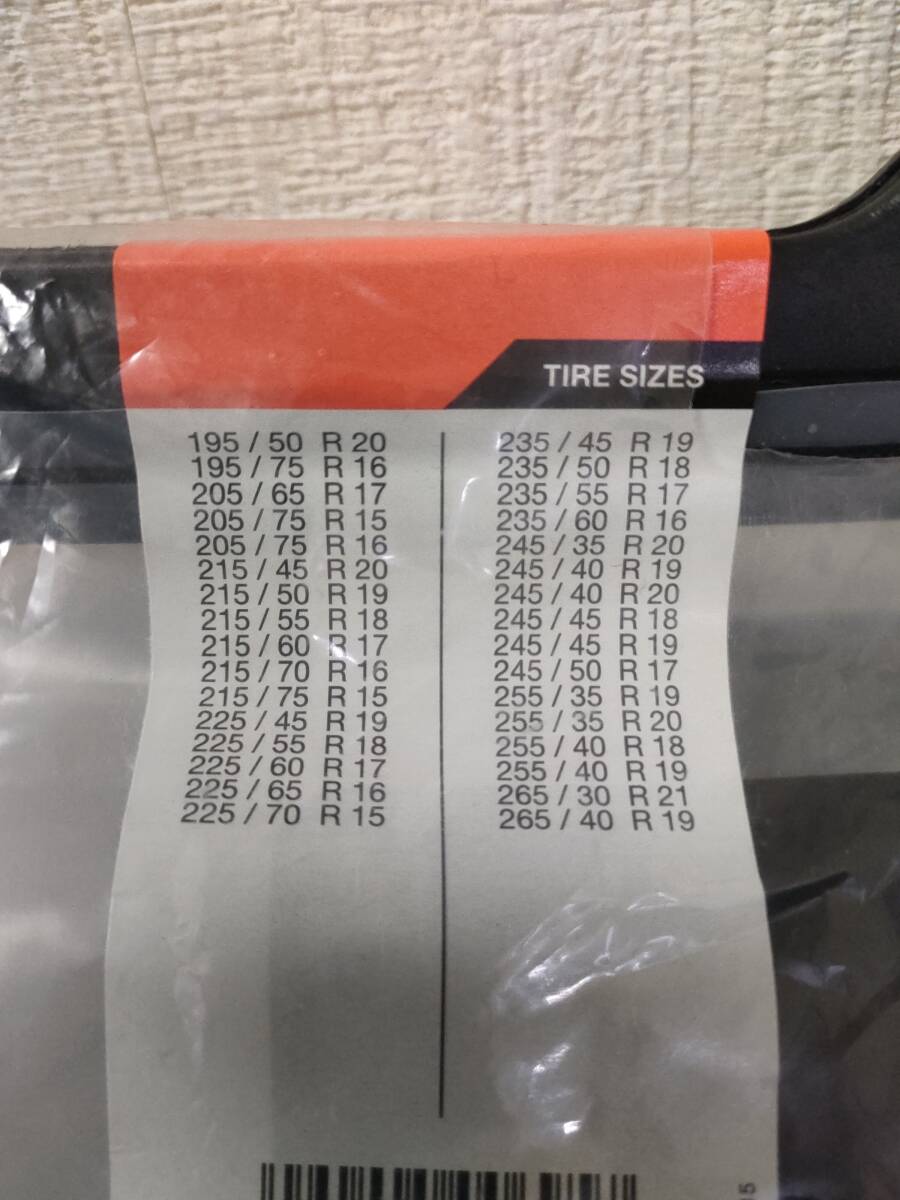 TIRE SIZES
195 / 50 R 20
195 / 75 R 16
205 / 65 R 17
205 / 75 R 15
205 / 75 R 16
215 / 45 R 20
215 / 50 R 19
215 / 55 R 18
215 / 60 R 17
215 / 70 R 16
215 / 75 R 15
225 / 45 R 19
225 / 55 R 18
225 / 60 R 17
225 / 65 R 16
225 / 70 R 15
235 / 45 R 19
235 / 50 R 18
235 / 55 R 17
235 / 60 R 16
245 / 35 R 20
245 / 40 R 19
245 / 40 R 20
245 / 45 R 18
245 / 45 R 19
245 / 50 R 17
255 / 35 R 19
255 / 35 R 20
255 / 40 R 18
255 / 40 R 19
265 / 30 R 21
265 / 40 R 19